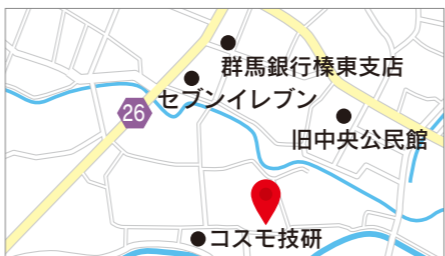 群馬銀行榛東支店
セブンイレブン
26
旧中央公民館
コスモ技研